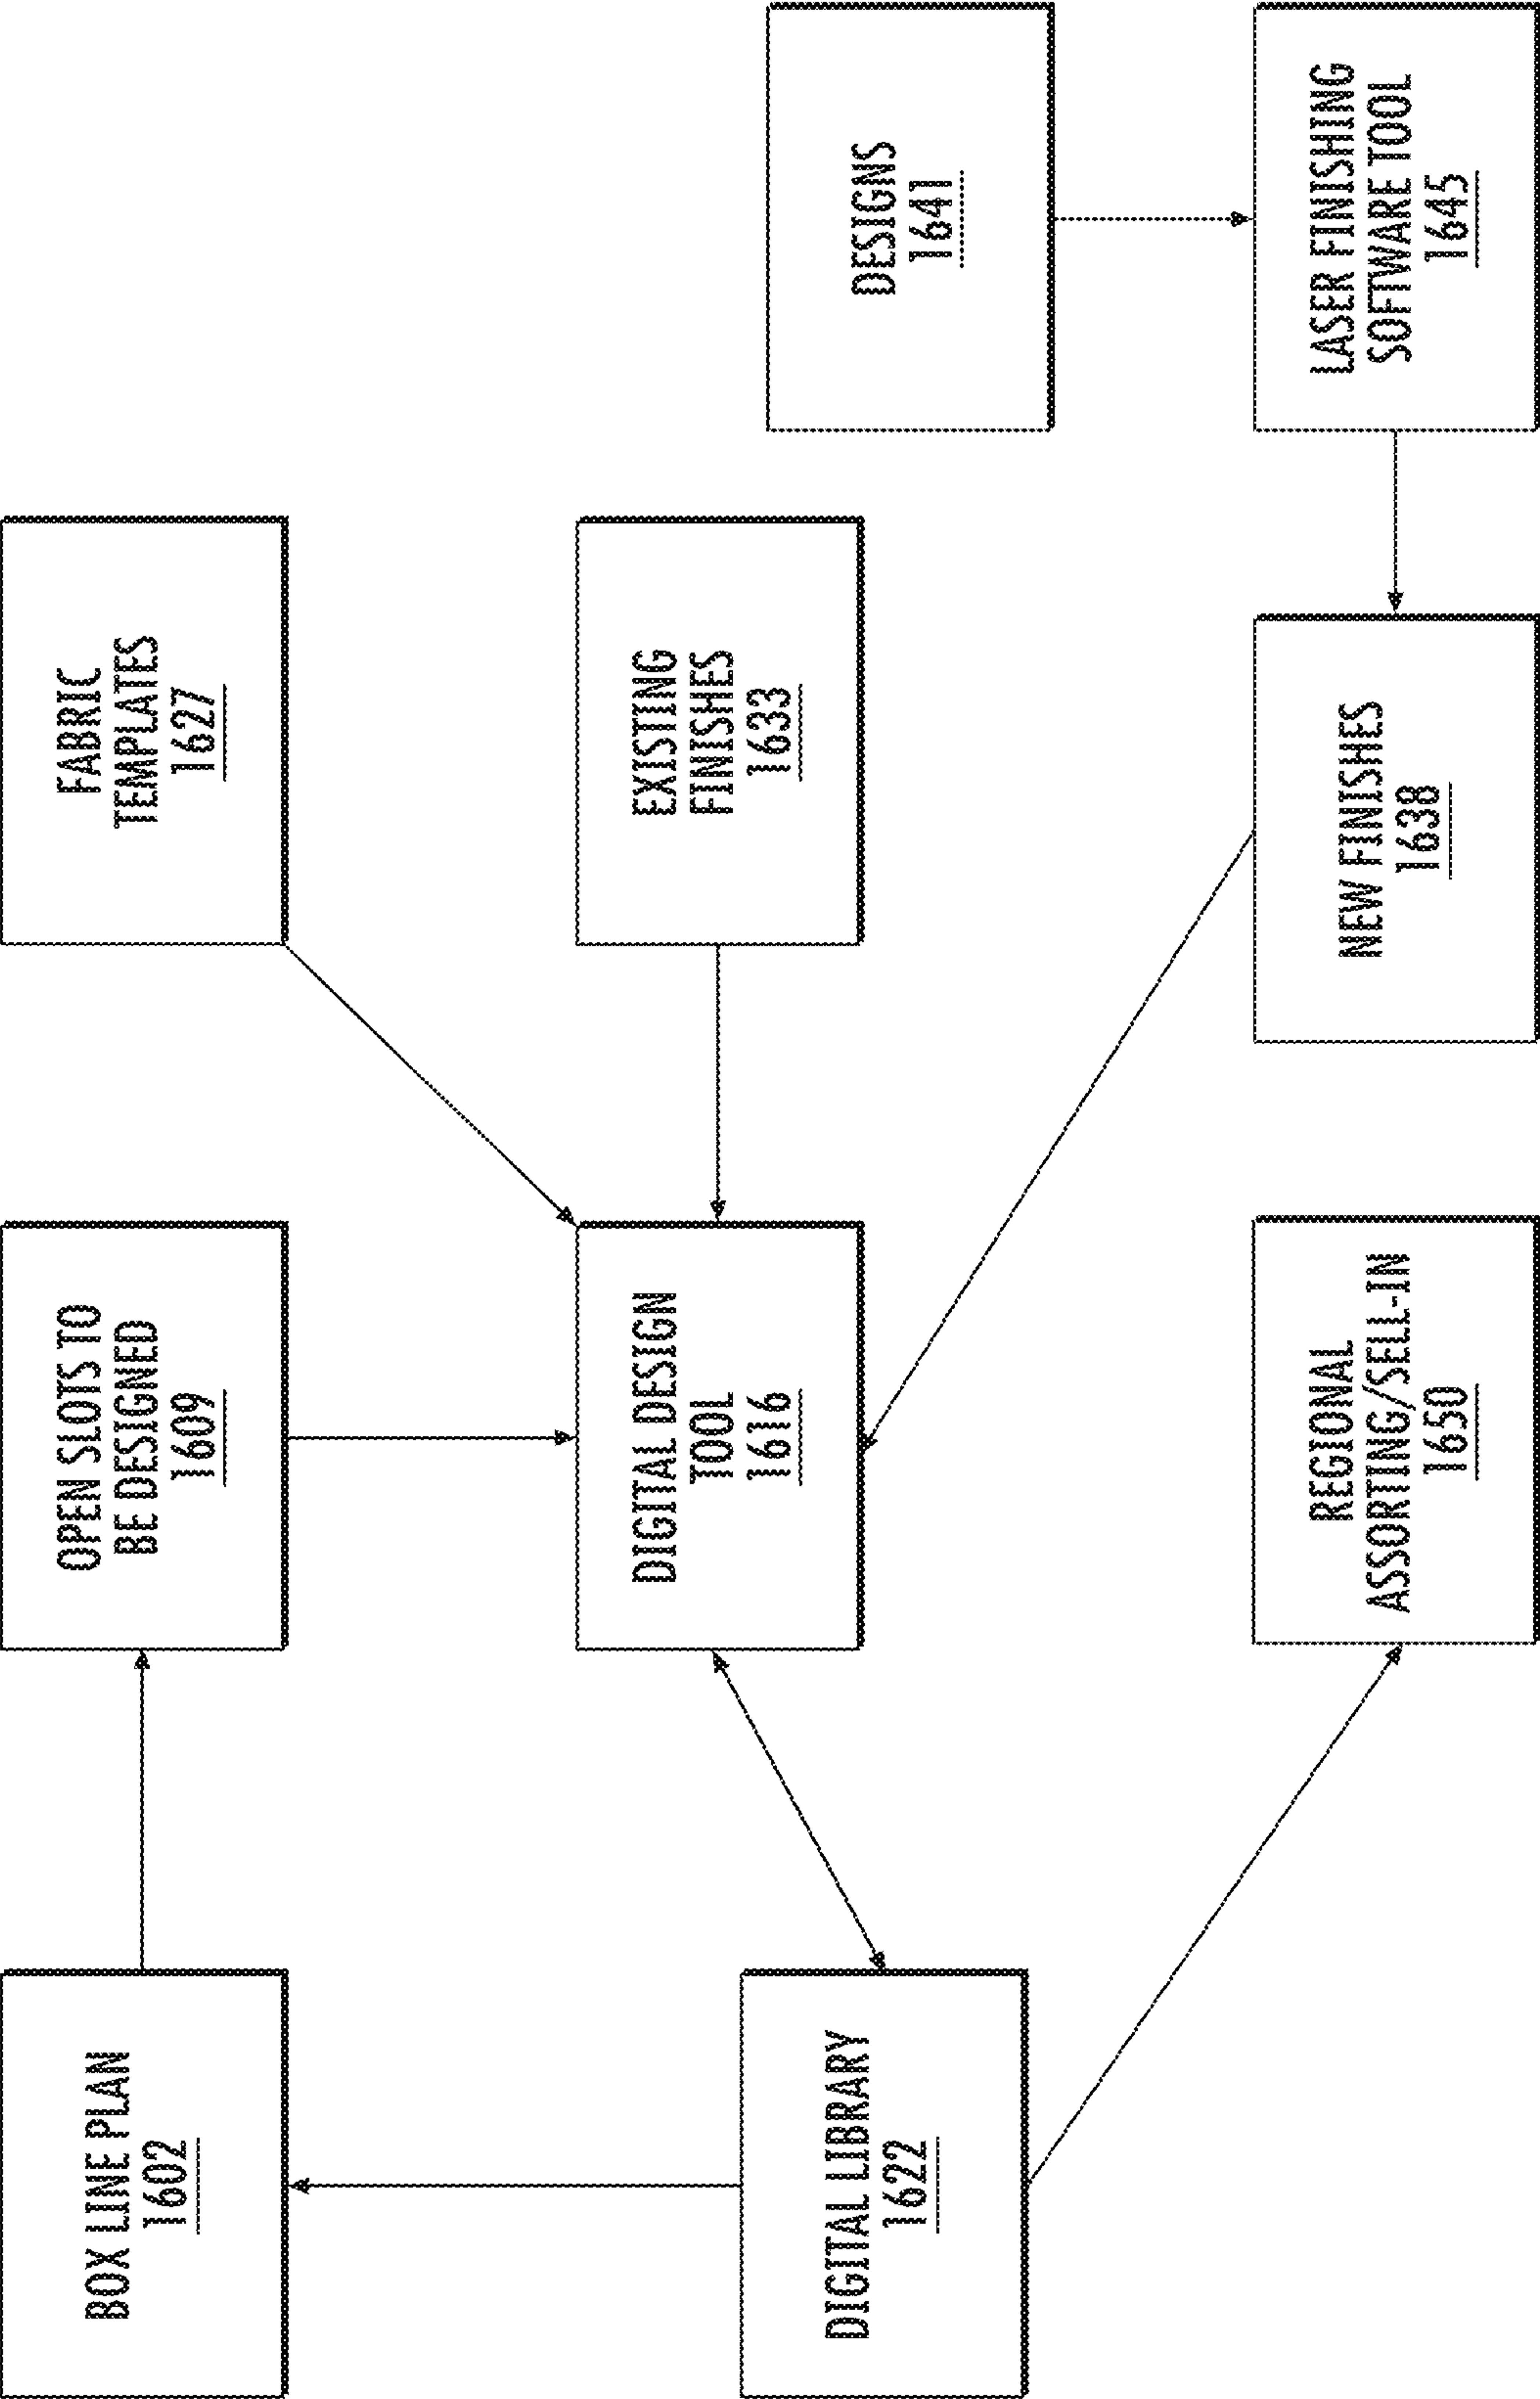 BOX LINE PLAN
1602
OPEN SLOTS TO
BE DESIGNED
1609
FABRIC
TEMPLATES
1627
DIGITAL DESIGN
TOOL
1616
EXISTING
FINISHES
1633
DIGITAL LIBRARY
1622
DESIGNS
1641
REGIONAL
ASSORTING/SELL-IN
1650
NEW FINISHES
1638
LASER FINISHING
SOFTWARE TOOL
1645